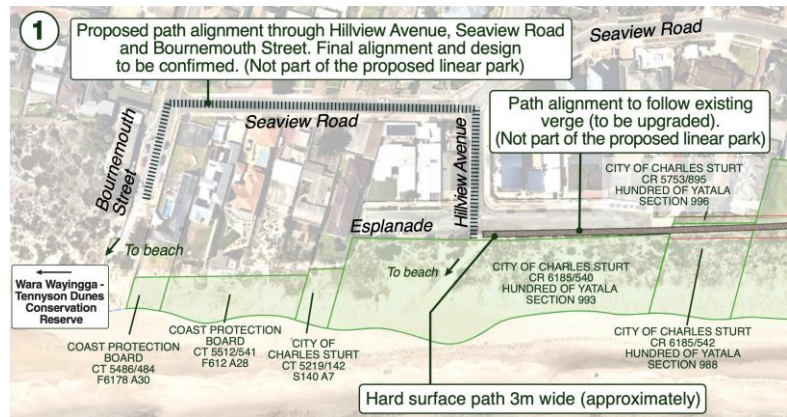 1
Proposed path alignment through Hillview Avenue, Seaview Road
and Bournemouth Street. Final alignment and design
to be confirmed. (Not part of the proposed linear park)
Seaview Road
Path alignment to follow existing
verge (to be upgraded).
(Not part of the proposed linear park)
Seaview Road
Hillview Avenue
Bournemouth
Street
Esplanade
CITY OF CHARLES STURT
CR 5753/895
HUNDRED OF YATALA
SECTION 996
To beach
To beach
Wara Wayingga -
Tennyson Dunes
Conservation
Reserve
CITY OF CHARLES STURT
CR 6185/540
HUNDRED OF YATALA
SECTION 993
COAST PROTECTION
BOARD
CT 5486/484
F6178 A30
COAST PROTECTION
BOARD
CT 5512/541
F612 A28
CITY OF
CHARLES STURT
CT 5219/142
S140 A7
CITY OF CHARLES STURT
CR 6185/542
HUNDRED OF YATALA
SECTION 988
Hard surface path 3m wide (approximately)